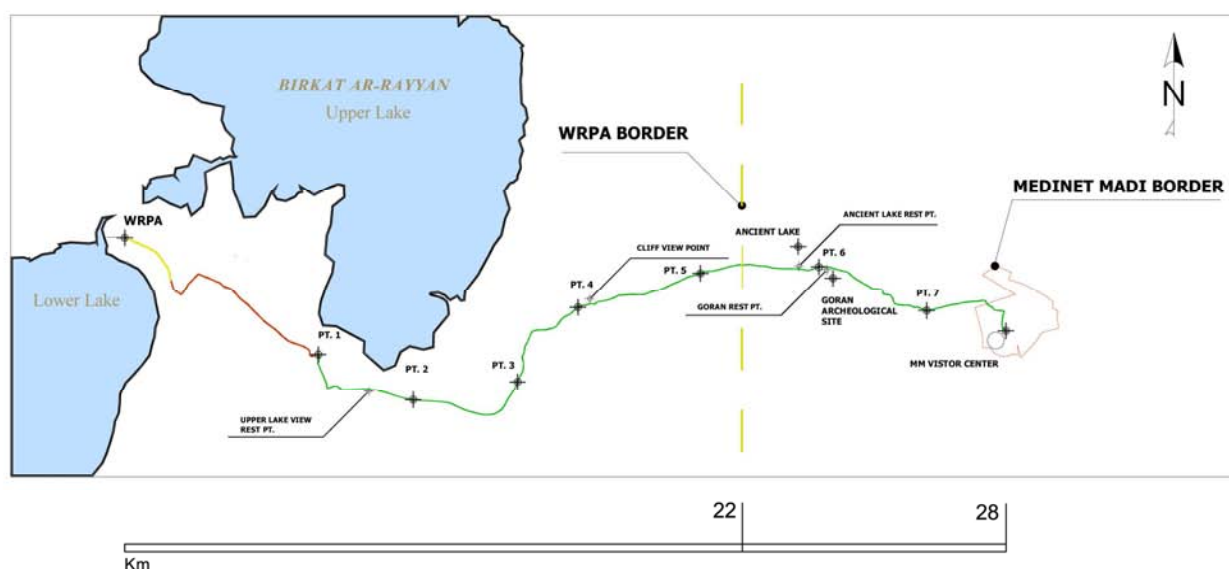 BIRKAT AR-RAYYAN
Upper Lake
N
WRPA BORDER
MEDINET MADI BORDER
WRPA
ANCIENT LAKE REST PT.
ANCIENT LAKE
CLIFF VIEW POINT
PT. 6
PT. 5
Lower Lake
PT. 4
GORAN REST PT.
GORAN
ARCHEOLOGICAL
SITE
PT. 7
PT. 1
PT. 2
PT. 3
MM VISTOR CENTER
UPPER LAKE VIEW
REST PT.
22
28
Km